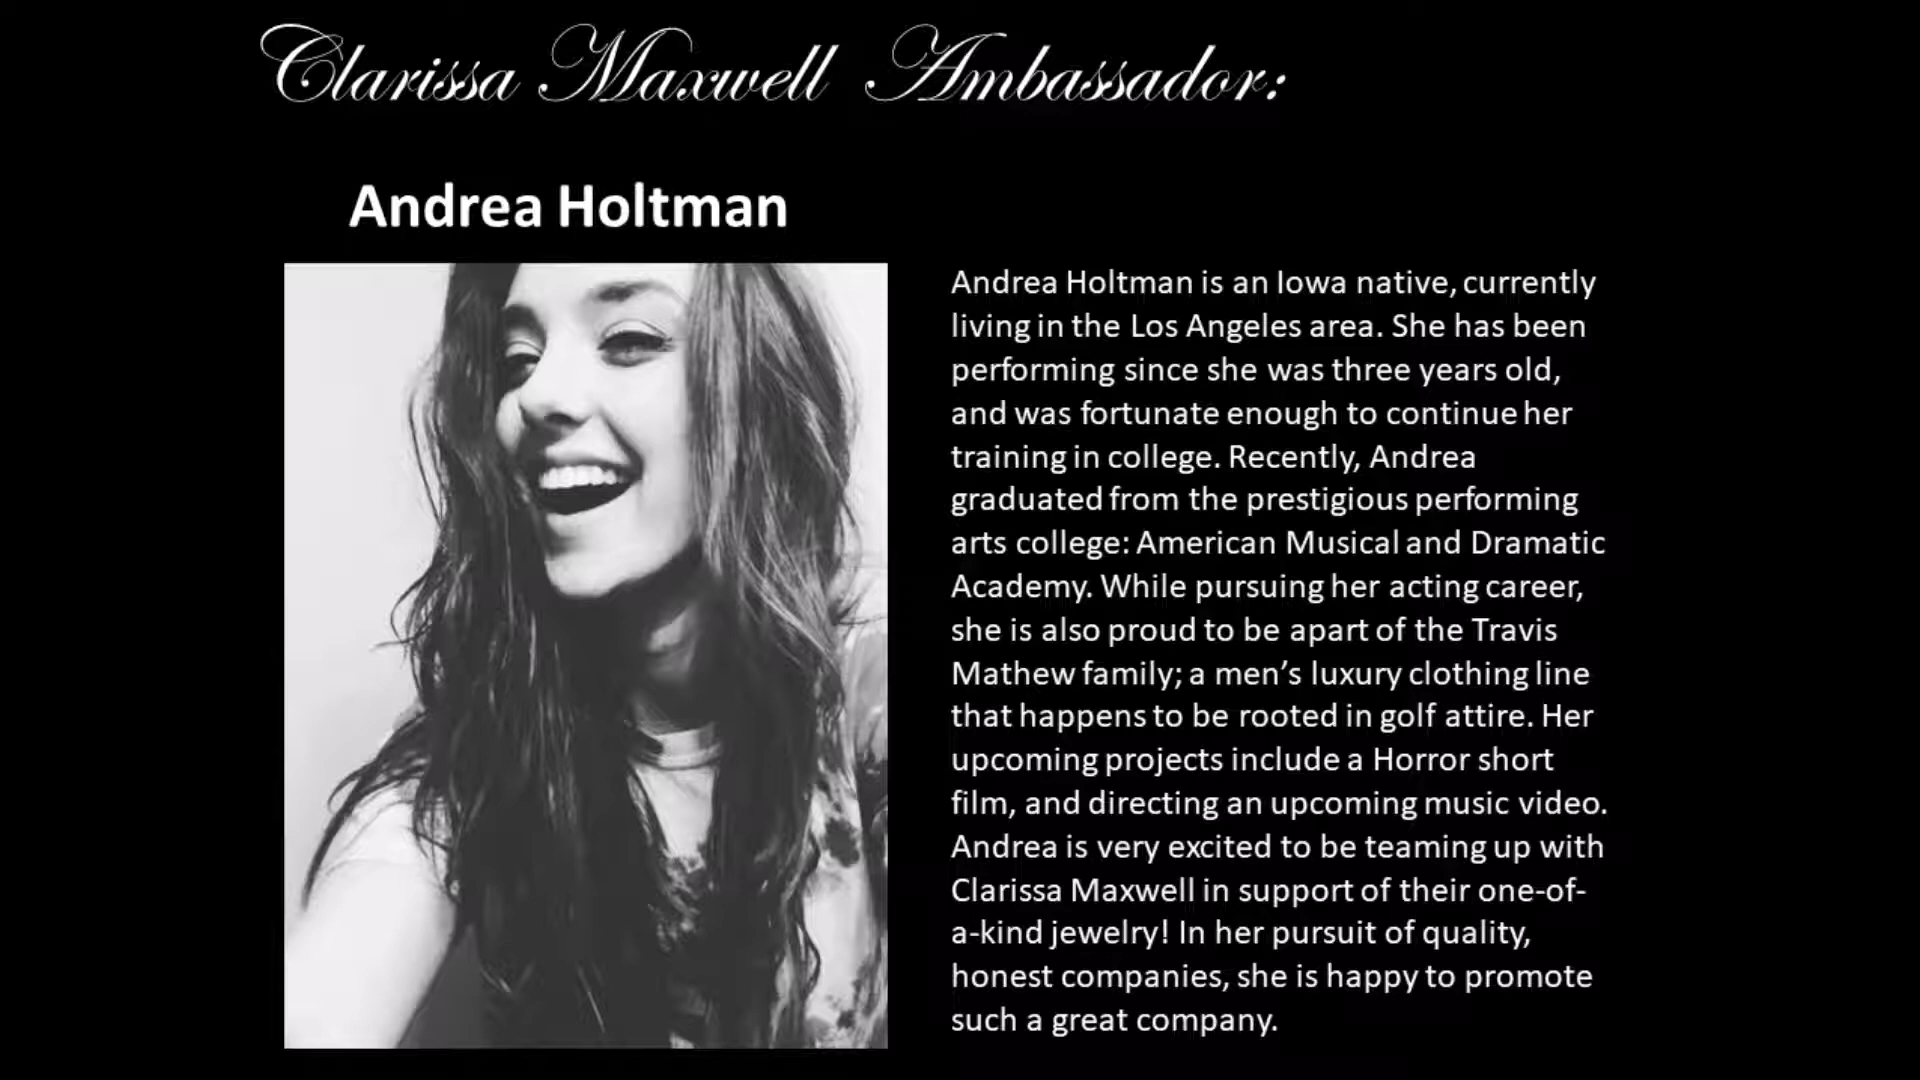 Clarissa Maxwell Ambassador:
Andrea Holtman
Andrea Holtman is an Iowa native, currently
living in the Los Angeles area. She has been
performing since she was three years old,
and was fortunate enough to continue her
training in college. Recently, Andrea
graduated from the prestigious performing
arts college: American Musical and Dramatic
Academy. While pursuing her acting career,
she is also proud to be apart of the Travis
Mathew family; a men’s luxury clothing line
that happens to be rooted in golf attire. Her
upcoming projects include a Horror short
film, and directing an upcoming music video.
Andrea is very excited to be teaming up with
Clarissa Maxwell in support of their one-of-
a-kind jewelry! In her pursuit of quality,
honest companies, she is happy to promote
such a great company.